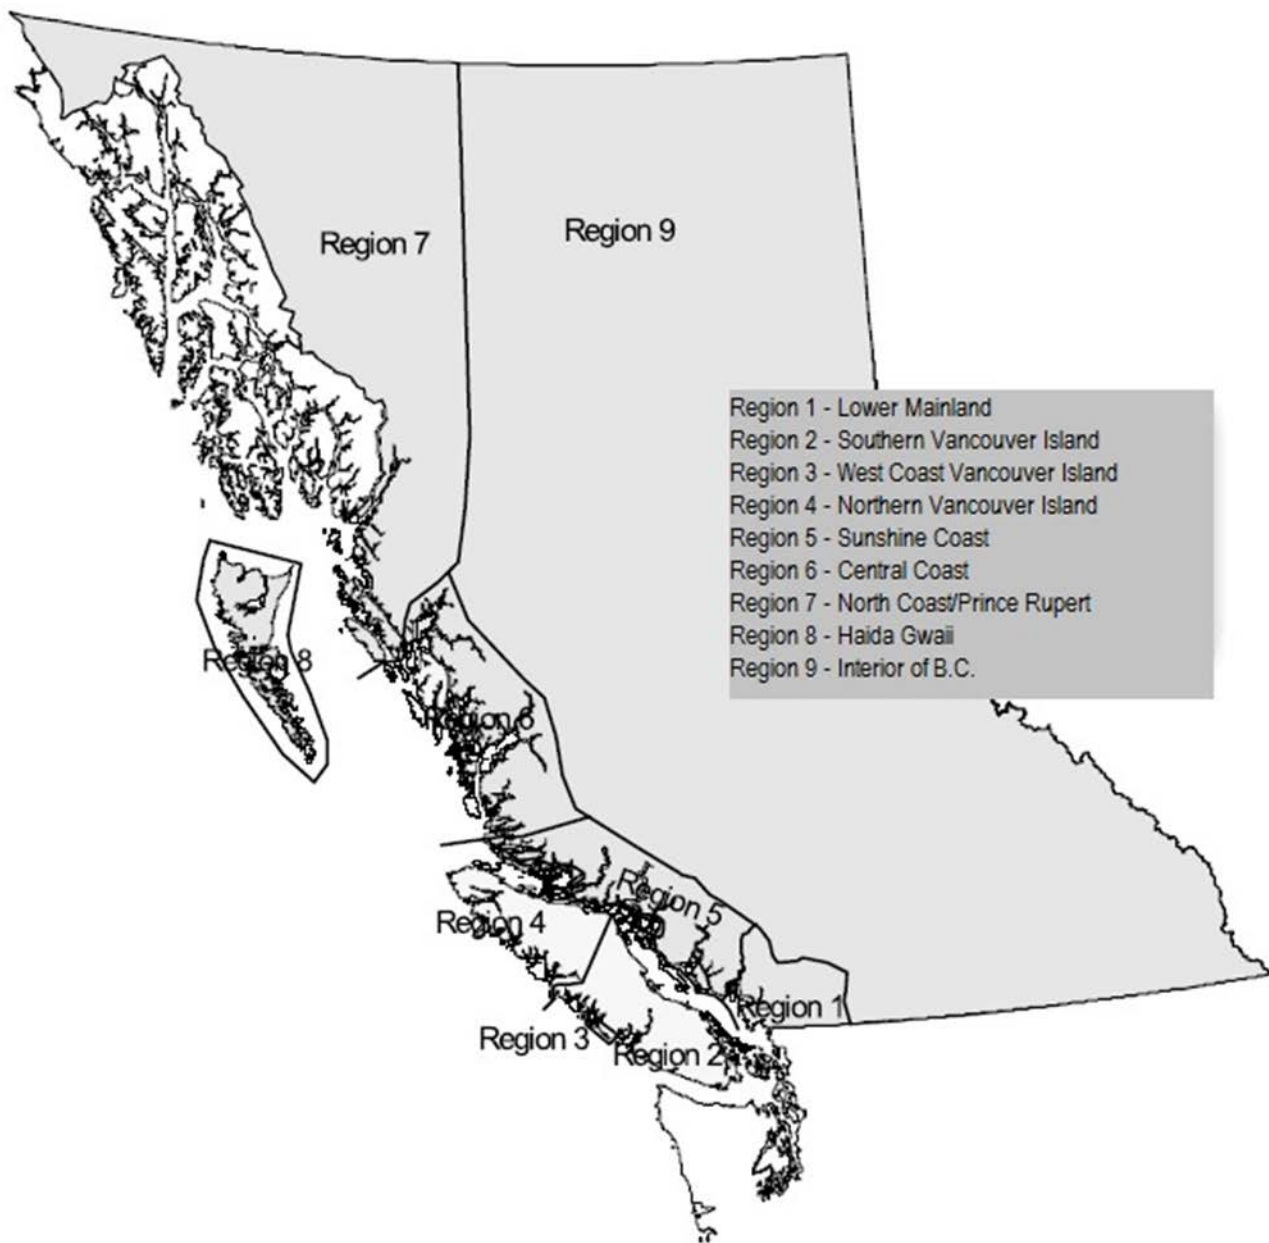 Region 7
Region 9
Region 1 - Lower Mainland
Region 2 - Southern Vancouver Island
Region 3 - West Coast Vancouver Island
Region 4 - Northern Vancouver Island
Region 5 - Sunshine Coast
Region 6 - Central Coast
Region 7 - North Coast/Prince Rupert
Region 8 - Haida Gwaii
Region 9 - Interior of B.C.
Region 8
Region 6
Region 5
Region 4
Region 1
Region 3
Region 2